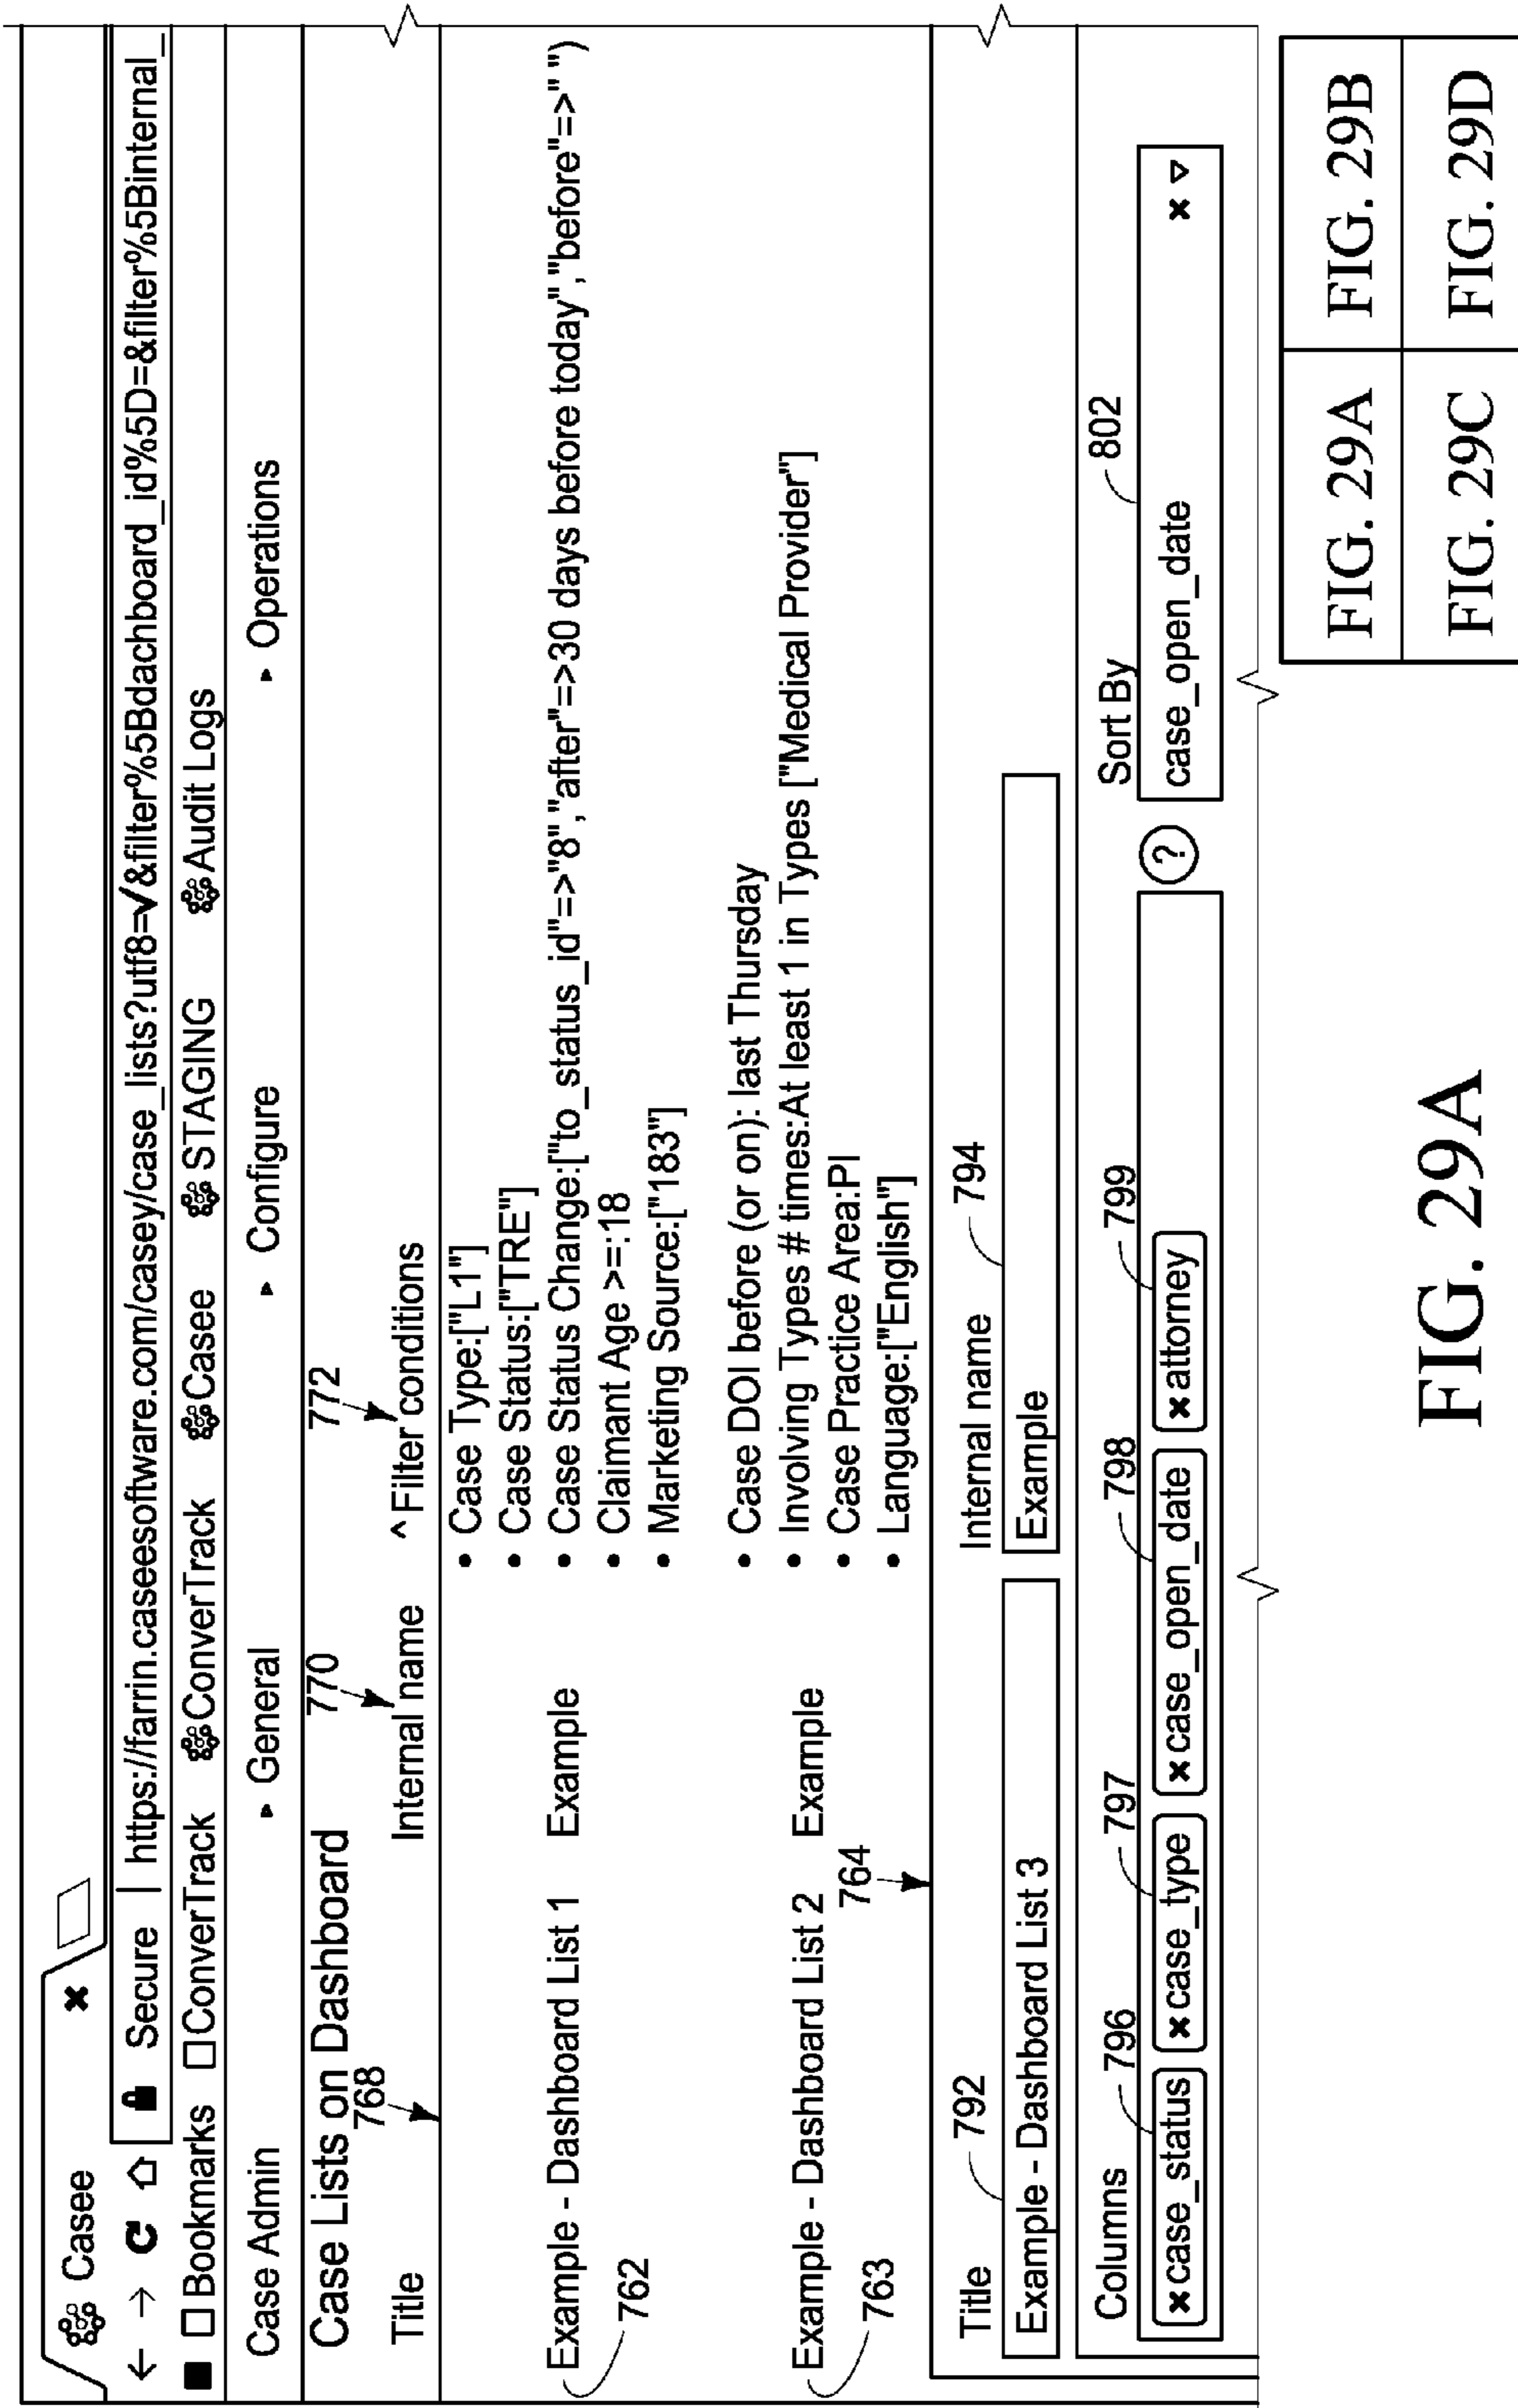 Casee
Secure | https://farrin.caseesoftware.com/casey/case_lists?utf8=✓&filter%5Bdachboard_id%5D=&filter%5Binternal_
Bookmarks ConverTrack ConverTrack Casee STAGING Audit Logs
Case Admin General Configure Operations
Case Lists on Dashboard 770 772
768
Title Internal name ^Filter conditions
• Case Type:["L1"]
• Case Status:["TRE"]
Example - Dashboard List 1 Example • Case Status Change:["to_status_id"=>"8","after"=>30 days before today","before"=>" ")
762 • Claimant Age >=:18
• Marketing Source:["183"]
• Case DOI before (or on): last Thursday
Example - Dashboard List 2 Example • Involving Types # times:At least 1 in Types ["Medical Provider"]
763 764 • Case Practice Area:PI
• Language:["English"]
Title 792 Internal name 794
Example - Dashboard List 3 Example
Columns 796 797 798 799 Sort By 802
×case_status ×case_type ×case_open_date ×attorney ? case_open_date ×
FIG. 29A FIG. 29B
FIG. 29C FIG. 29D
FIG. 29A